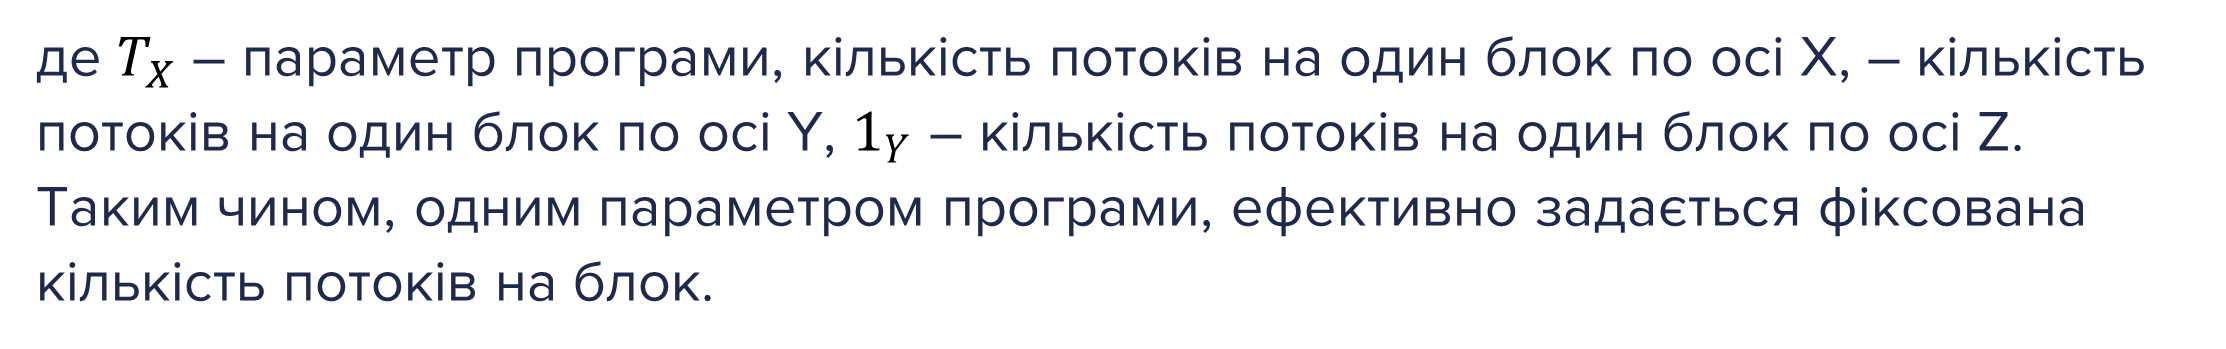 де T_X – параметр програми, кількість потоків на один блок по осі X, – кількість
потоків на один блок по осі Y, 1_Y – кількість потоків на один блок по осі Z.
Таким чином, одним параметром програми, ефективно задається фіксована
кількість потоків на блок.